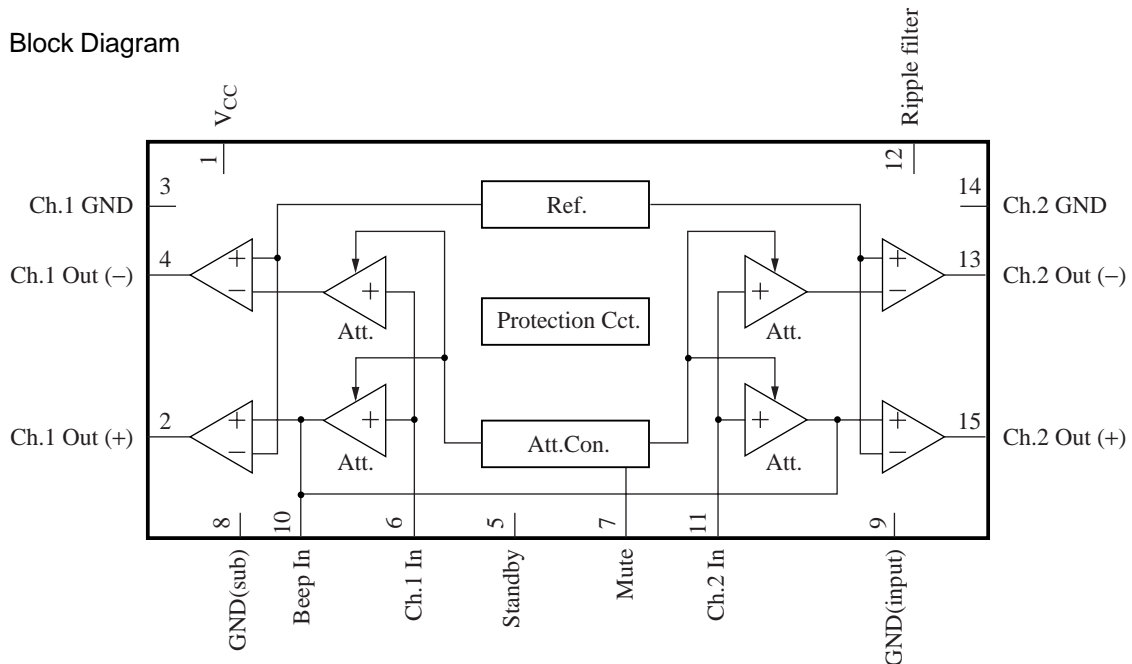 Block Diagram
VCC
Ripple filter
1
12
3
14
Ch.1 GND
Ref.
Ch.2 GND
4
+
+
13
Ch.1 Out (−)
−
+
+
−
Ch.2 Out (−)
Att.
Protection Cct.
Att.
2
+
+
+
+
15
Ch.1 Out (+)
−
Att.Con.
−
Ch.2 Out (+)
Att.
Att.
8
10
6
5
7
11
9
GND(sub)
Beep In
Ch.1 In
Standby
Mute
Ch.2 In
GND(input)